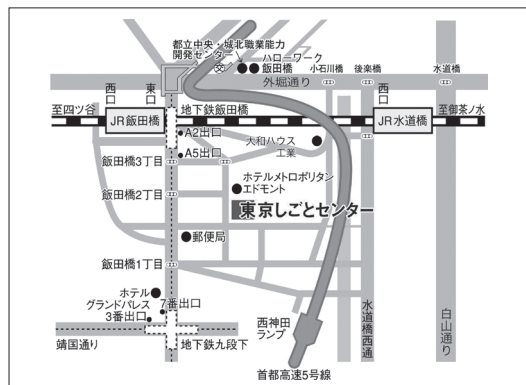 都立中央・城北職業能力
開発センター
ハローワーク
飯田橋
小石川橋
後楽橋
水道橋
外堀通り
西口
東口
西口
至四ツ谷
JR飯田橋
地下鉄飯田橋
JR水道橋
至御茶ノ水
A2出口
大和ハウス
工業
A5出口
飯田橋3丁目
ホテルメトロポリタン
エドモント
飯田橋2丁目
東京しごとセンター
郵便局
飯田橋1丁目
ホテル
グランドパレス
7番出口
3番出口
靖国通り
地下鉄九段下
西神田
ランプ
水道橋西通
白山通り
首都高速5号線